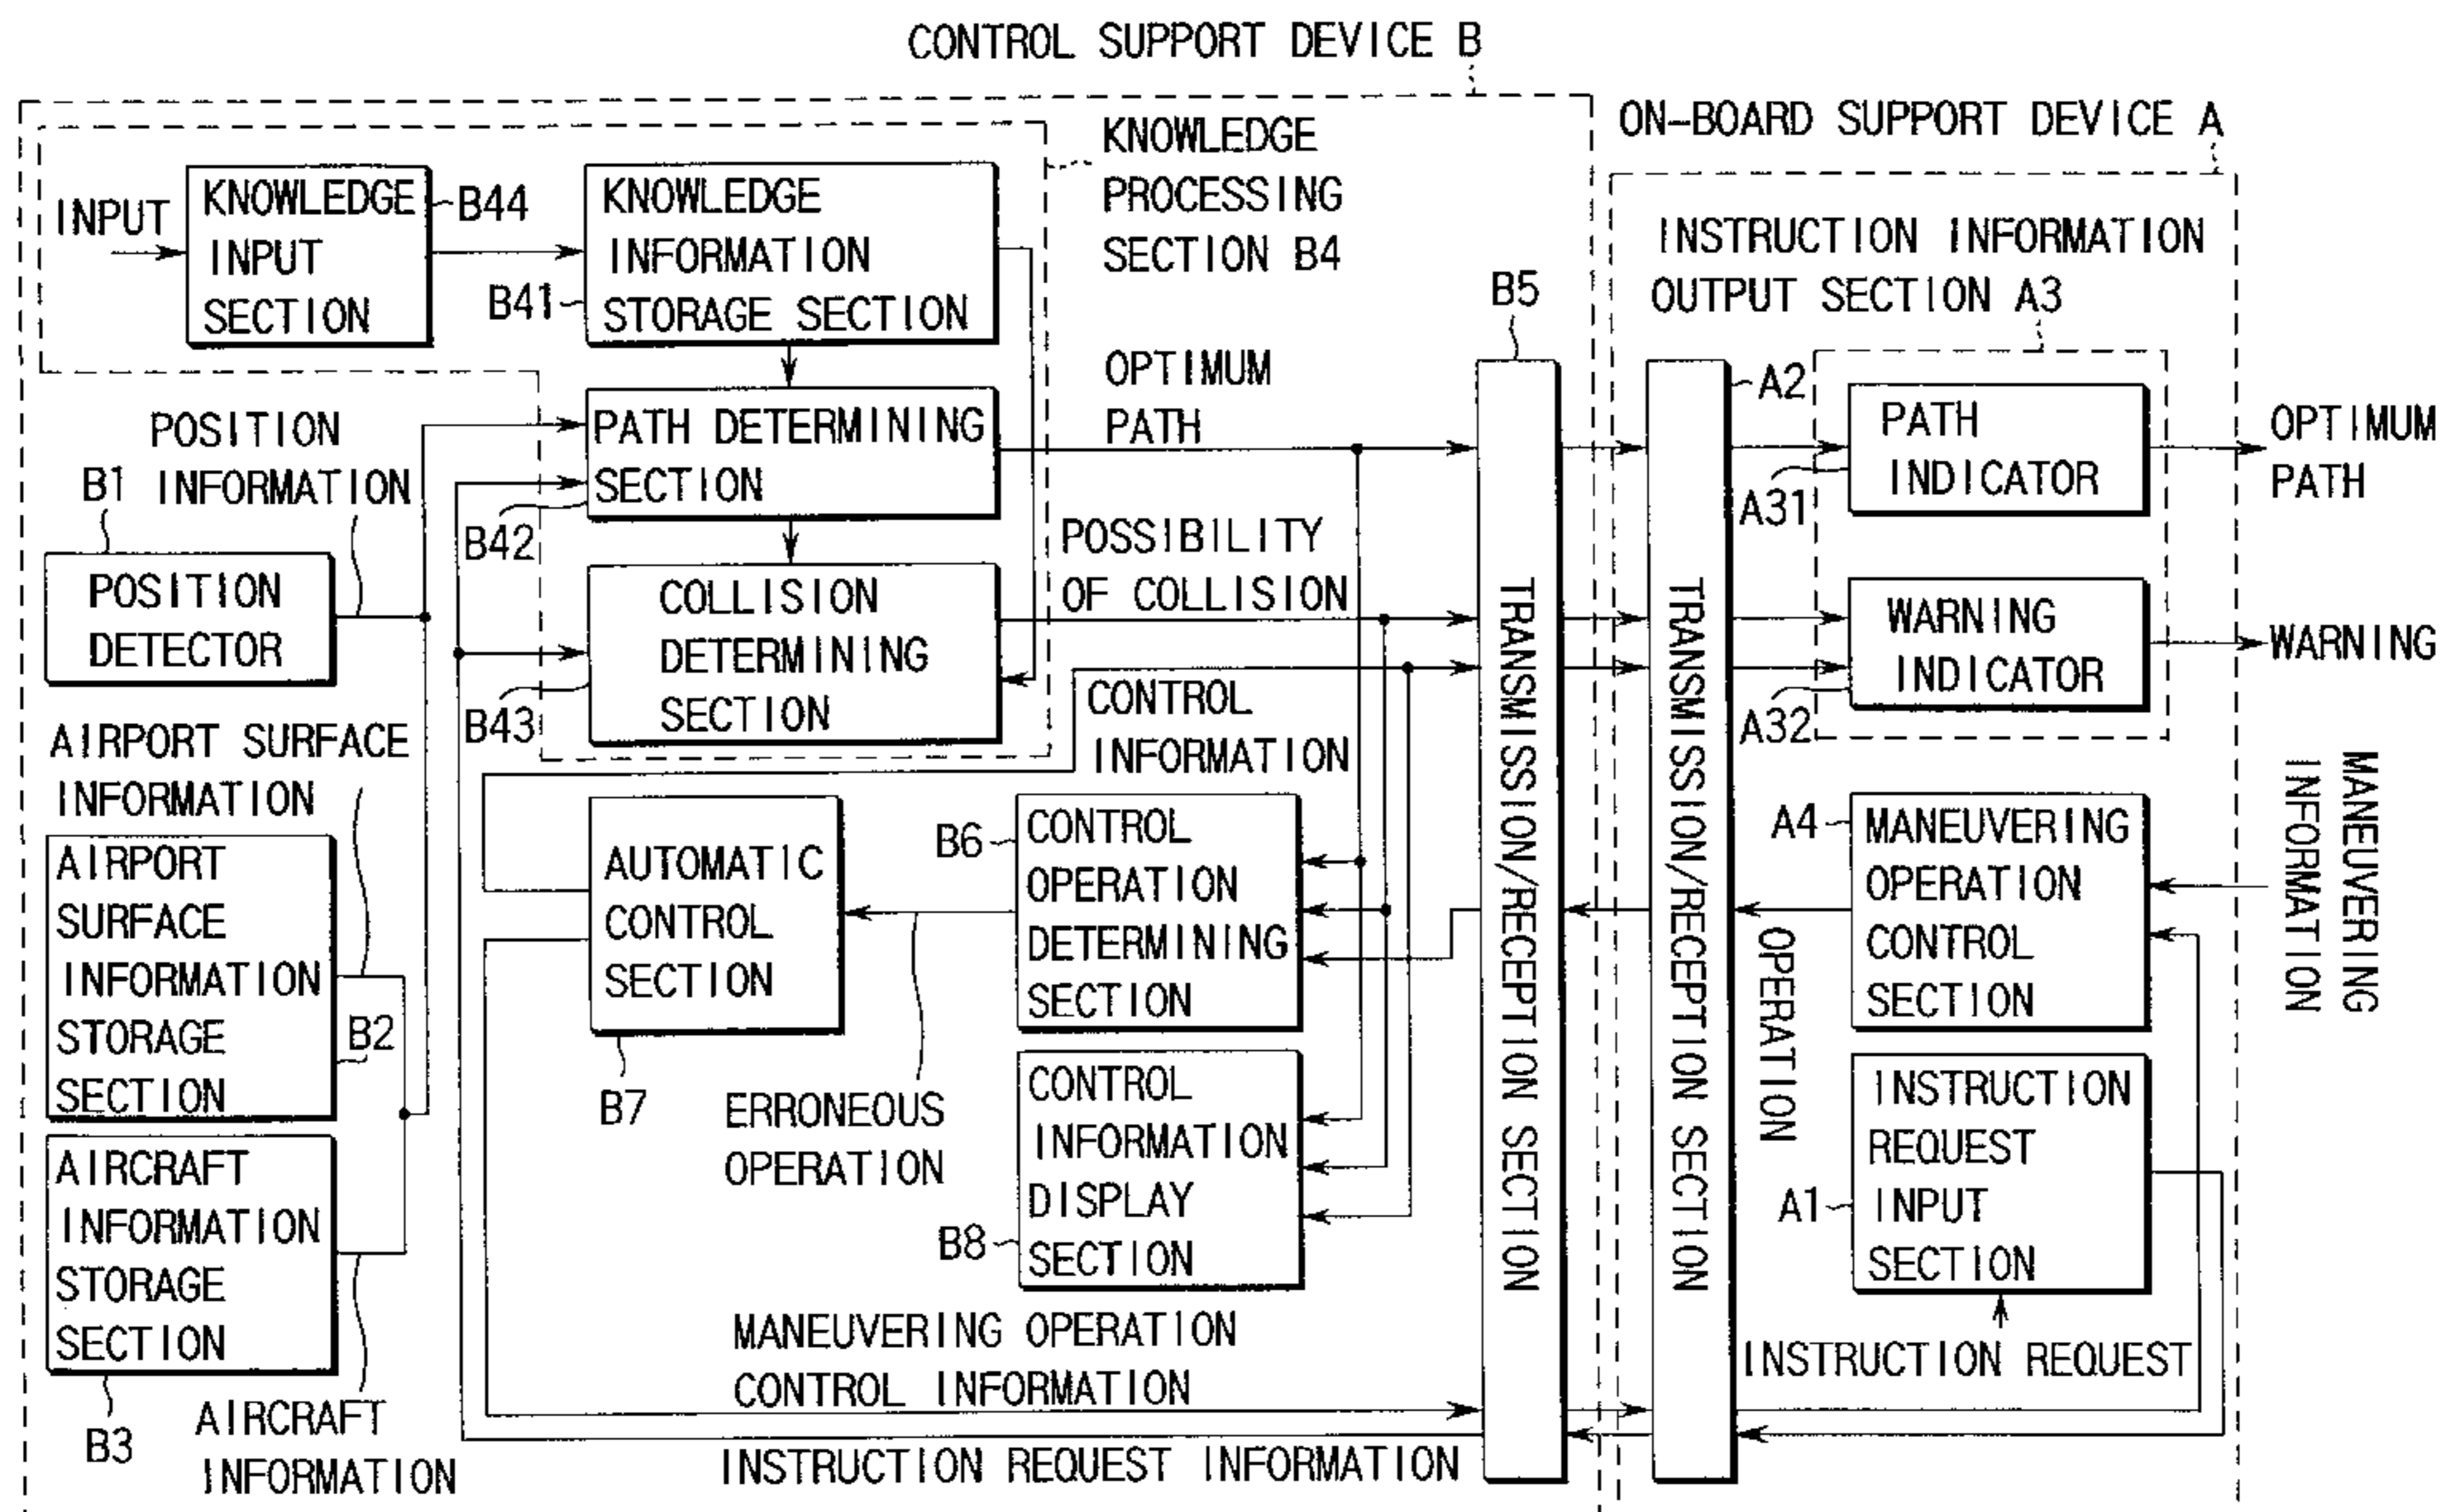 CONTROL SUPPORT DEVICE B
ON-BOARD SUPPORT DEVICE A
KNOWLEDGE
PROCESSING
SECTION B4
INPUT
KNOWLEDGE
INPUT
SECTION
B44
KNOWLEDGE
INFORMATION
STORAGE SECTION
B41
INSTRUCTION INFORMATION
OUTPUT SECTION A3
B5
A2
OPTIMUM
PATH
PATH DETERMINING
SECTION
B42
PATH
INDICATOR
A31
OPTIMUM
PATH
POSITION
INFORMATION
B1
POSITION
DETECTOR
POSSIBILITY
OF COLLISION
COLLISION
DETERMINING
SECTION
B43
WARNING
INDICATOR
A32
WARNING
CONTROL
INFORMATION
TRANSMISSION/RECEPTION SECTION
TRANSMISSION/RECEPTION SECTION
AIRPORT SURFACE
INFORMATION
AIRPORT
SURFACE
INFORMATION
STORAGE
SECTION
B2
AUTOMATIC
CONTROL
SECTION
B7
B6
CONTROL
OPERATION
DETERMINING
SECTION
ERRONEOUS
OPERATION
A4
MANEUVERING
OPERATION
CONTROL
SECTION
OPERATION
MANEUVERING
INFORMATION
AIRCRAFT
INFORMATION
STORAGE
SECTION
B3
AIRCRAFT
INFORMATION
CONTROL
INFORMATION
DISPLAY
SECTION
B8
INSTRUCTION
REQUEST
INPUT
SECTION
A1
INSTRUCTION REQUEST
MANEUVERING OPERATION
CONTROL INFORMATION
INSTRUCTION REQUEST INFORMATION